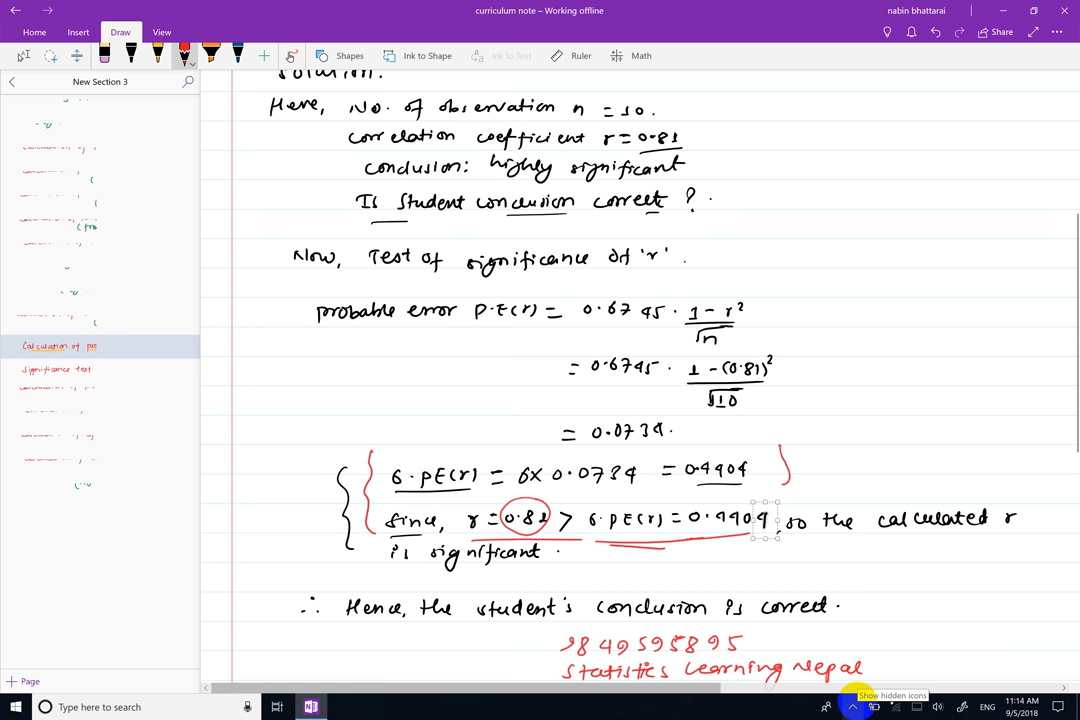 curriculum note – Working offline
nabin bhattarai
Home Insert Draw View
Share
Shapes Ink to Shape Ink to Text Ruler Math
New Section 3
Calculation of pre
Significance test
Page
Solution:
Here, No. of observation n = 10.
correlation coefficient r = 0.81
conclusion: highly significant
Is student conclusion correct ?
Now, Test of significance of 'r'.
probable error P.E(r) = 0.6745 . 1 - r² / √n
= 0.6745 . 1 - (0.81)² / √10
= 0.0734.
6.PE(r) = 6 x 0.0734 = 0.4404
Since, r = 0.81 > 6.PE(r) = 0.4404, so the calculated r
is significant.
∴ Hence, the student's conclusion is correct.
9849595895
Statistics Learning Nepal
Show hidden icons
Type here to search
ENG
11:14 AM
9/5/2018